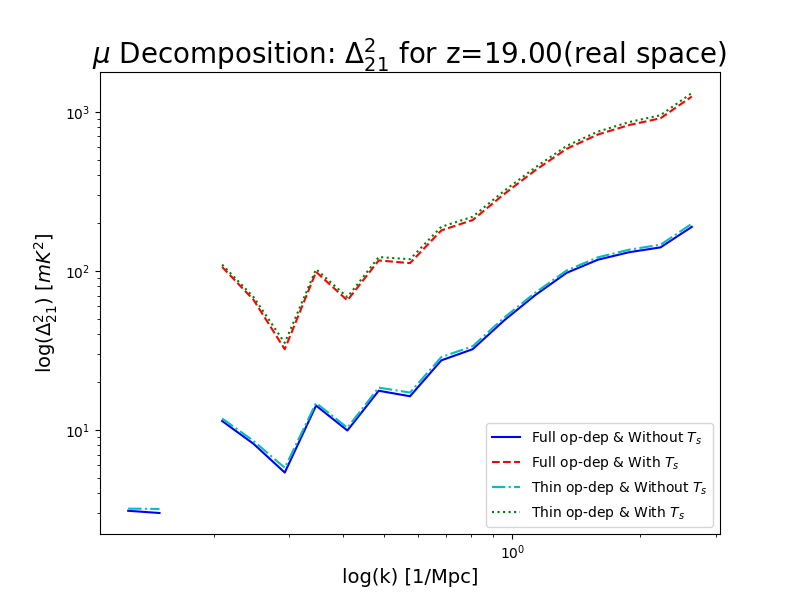 μ Decomposition: Δ²₂₁ for z=19.00(real space)
log(Δ²₂₁) [mK²]
10³
10²
10¹
10⁰
log(k) [1/Mpc]
Full op-dep & Without Tₛ
Full op-dep & With Tₛ
Thin op-dep & Without Tₛ
Thin op-dep & With Tₛ